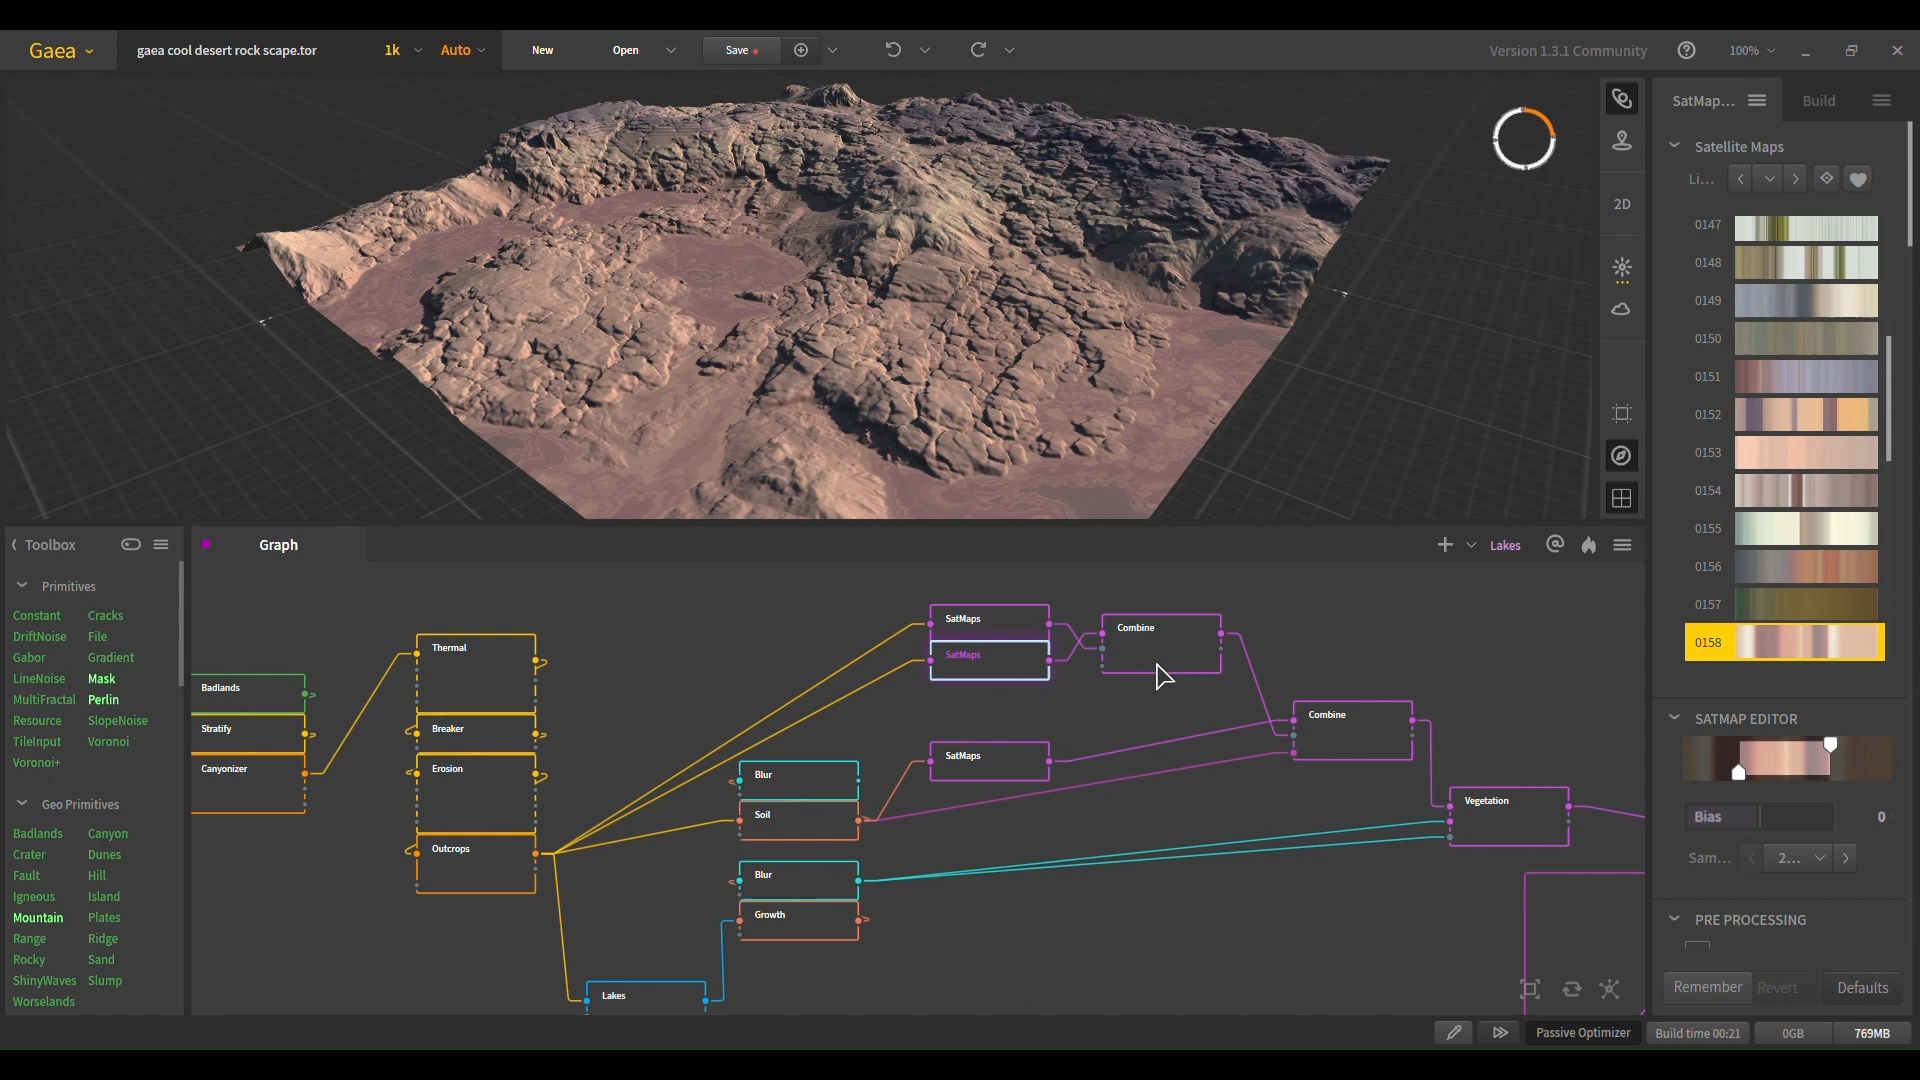 Gaea
gaea cool desert rock scape.tor
1k
Auto
New
Open
Save
Version 1.3.1 Community
100%
SatMap...
Build
2D
Satellite Maps
Li...
0147
0148
0149
0150
0151
0152
0153
0154
0155
0156
0157
0158
SATMAP EDITOR
Bias
0
Sam...
2...
PRE PROCESSING
Remember
Revert
Defaults
Toolbox
Primitives
Constant Cracks
DriftNoise File
Gabor Gradient
LineNoise Mask
MultiFractal Perlin
Resource SlopeNoise
TileInput Voronoi
Voronoi+
Geo Primitives
Badlands Canyon
Crater Dunes
Fault Hill
Igneous Island
Mountain Plates
Range Ridge
Rocky Sand
ShinyWaves Slump
Worselands
Graph
Lakes
Badlands
Stratify
Canyonizer
Thermal
Breaker
Erosion
Outcrops
Blur
Soil
Blur
Growth
Lakes
SatMaps
SatMaps
SatMaps
Combine
Combine
Vegetation
Passive Optimizer
Build time 00:21
0GB
769MB